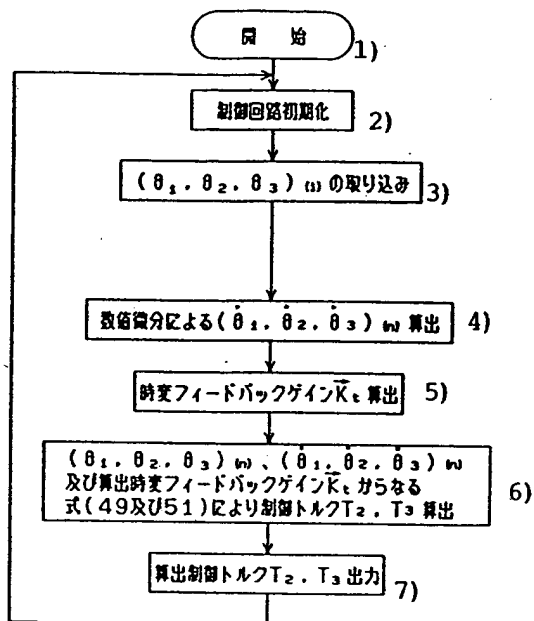 開 始
1)
制御回路初期化
2)
(θ1 . θ2 . θ3 ) (1) の取り込み
3)
数値微分による ( θ̇1 . θ̇2 . θ̇3 ) (n) 算出
4)
時変フィードバックゲインK⃗t 算出
5)
(θ1 . θ2 . θ3 ) (n) 、(θ̇1 . θ̇2 . θ̇3 ) (n)
及び算出時変フィードバックゲインK⃗t からなる
式(49及び51)により制御トルクT2 . T3 算出
6)
算出制御トルクT2 . T3 出力
7)